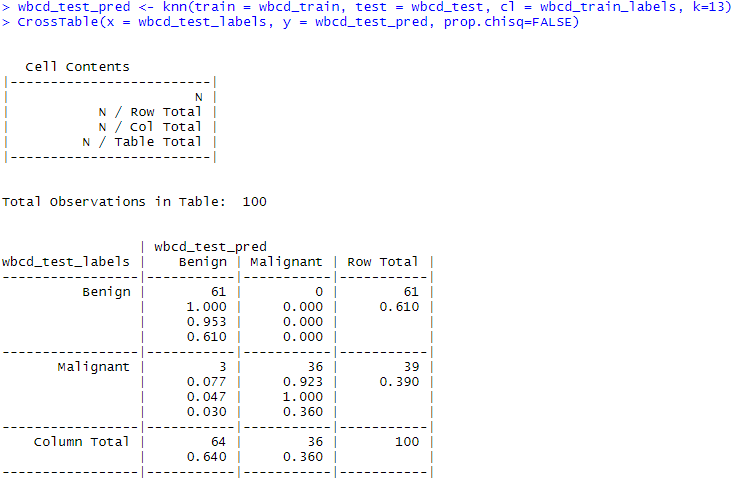 > wbcd_test_pred <- knn(train = wbcd_train, test = wbcd_test, cl = wbcd_train_labels, k=13)
> CrossTable(x = wbcd_test_labels, y = wbcd_test_pred, prop.chisq=FALSE)
   Cell Contents
|-------------------------|
|                       N |
|           N / Row Total |
|           N / Col Total |
|         N / Table Total |
|-------------------------|
Total Observations in Table:  100
                 | wbcd_test_pred
wbcd_test_labels |    Benign | Malignant | Row Total |
-----------------|-----------|-----------|-----------|
          Benign |        61 |         0 |        61 |
                 |     1.000 |     0.000 |     0.610 |
                 |     0.953 |     0.000 |           |
                 |     0.610 |     0.000 |           |
-----------------|-----------|-----------|-----------|
       Malignant |         3 |        36 |        39 |
                 |     0.077 |     0.923 |     0.390 |
                 |     0.047 |     1.000 |           |
                 |     0.030 |     0.360 |           |
-----------------|-----------|-----------|-----------|
    Column Total |        64 |        36 |       100 |
                 |     0.640 |     0.360 |           |
-----------------|-----------|-----------|-----------|